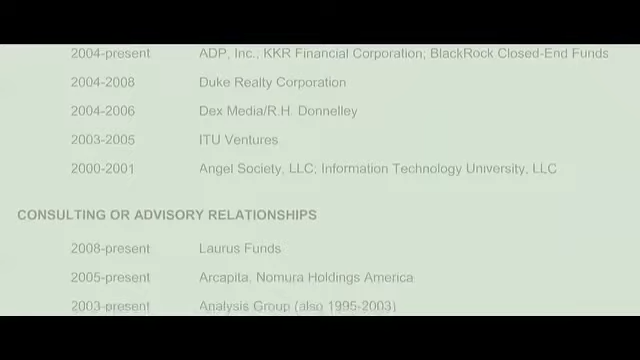 2004-present ADP, Inc., KKR Financial Corporation; BlackRock Closed-End Funds
2004-2008 Duke Realty Corporation
2004-2006 Dex Media/R.H. Donnelley
2003-2005 ITU Ventures
2000-2001 Angel Society, LLC; Information Technology University, LLC
CONSULTING OR ADVISORY RELATIONSHIPS
2008-present Laurus Funds
2005-present Arcapita, Nomura Holdings America
2003-present Analysis Group (also 1995-2003)